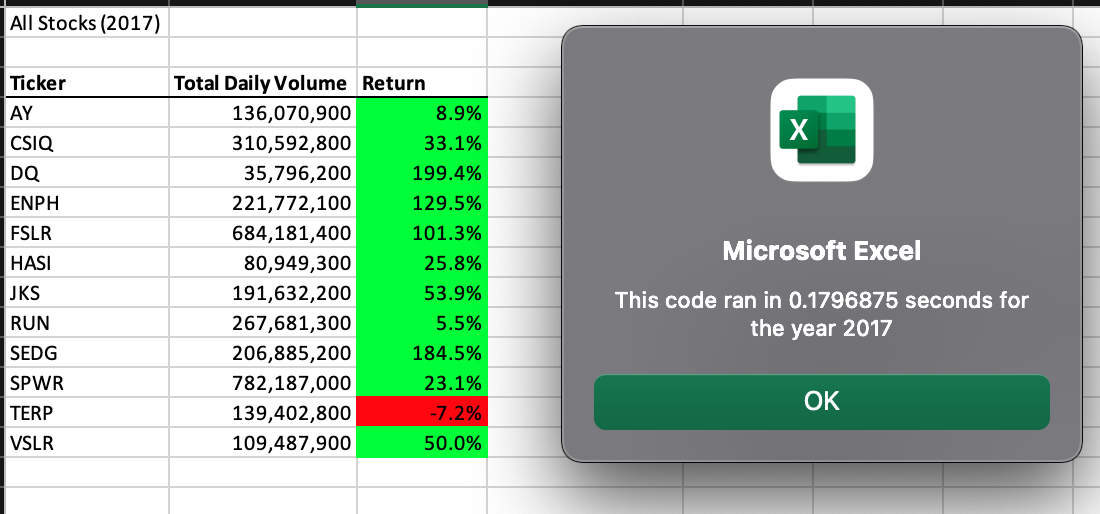 All Stocks (2017)
Ticker Total Daily Volume Return
AY 136,070,900 8.9%
CSIQ 310,592,800 33.1%
DQ 35,796,200 199.4%
ENPH 221,772,100 129.5%
FSLR 684,181,400 101.3%
HASI 80,949,300 25.8%
JKS 191,632,200 53.9%
RUN 267,681,300 5.5%
SEDG 206,885,200 184.5%
SPWR 782,187,000 23.1%
TERP 139,402,800 -7.2%
VSLR 109,487,900 50.0%
X
Microsoft Excel
This code ran in 0.1796875 seconds for
the year 2017
OK